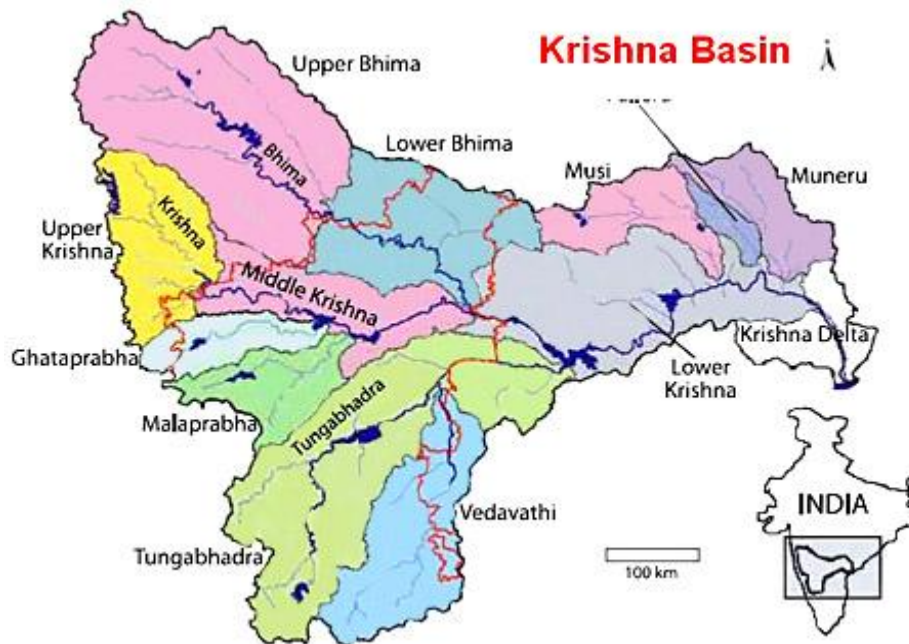 Krishna Basin
Upper Bhima
Lower Bhima
Bhima
Musi
Muneru
Krishna
Upper
Krishna
Middle Krishna
Krishna Delta
Ghataprabha
Lower
Krishna
Malaprabha
Tungabhadra
INDIA
Vedavathi
Tungabhadra
100 km